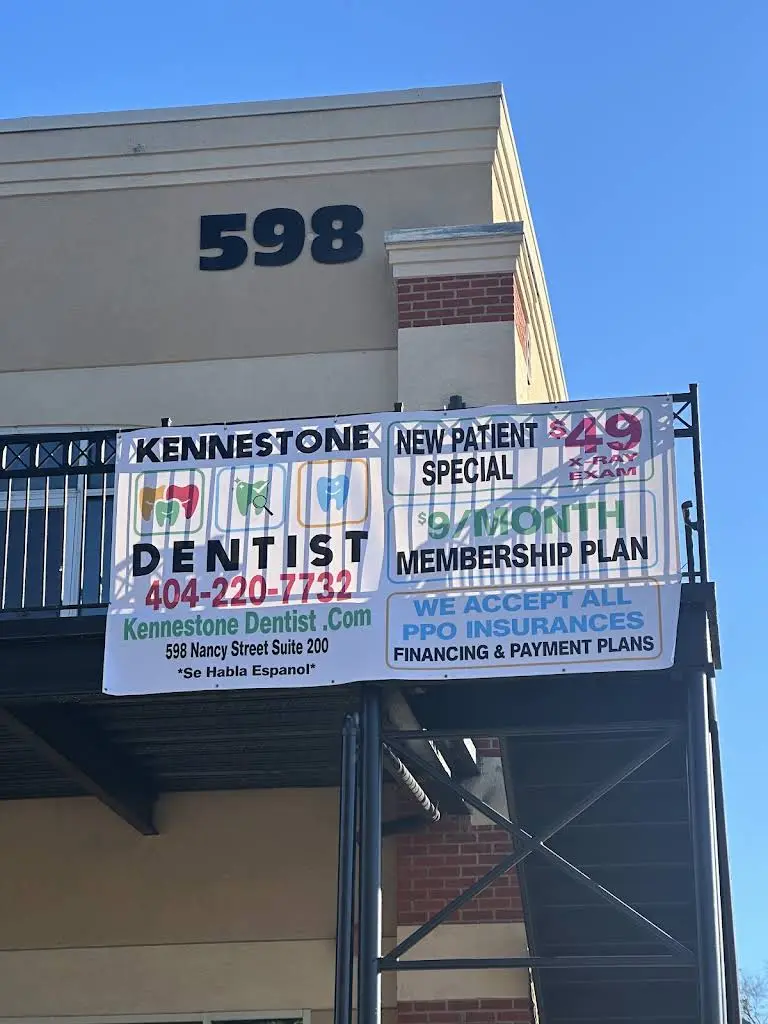 598
KENNESTONE
DENTIST
404-220-7732
Kennestone Dentist .Com
598 Nancy Street Suite 200
*Se Habla Espanol*
NEW PATIENT SPECIAL
$49
X-RAY
EXAM
$9/MONTH
MEMBERSHIP PLAN
WE ACCEPT ALL
PPO INSURANCES
FINANCING & PAYMENT PLANS